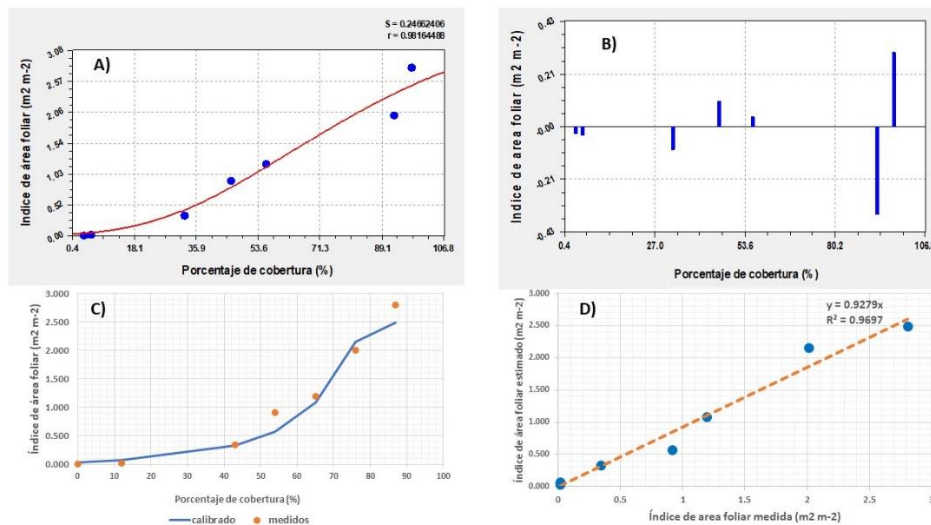 S = 0.24662406
r = 0.98164488
A)
Indice de área foliar (m2 m-2)
3.08
2.57
2.06
1.54
1.03
0.52
0.00
0.4 18.1 35.9 53.6 71.3 89.1 106.8
Porcentaje de cobertura (%)
B)
Indice de area foliar (m2 m-2)
0.43
0.21
-0.00
-0.21
-0.43
0.4 27.0 53.6 80.2 106.8
Porcentaje de cobertura (%)
C)
Índice de área foliar (m2 m-2)
3.000
2.500
2.000
1.500
1.000
0.500
0.000
0 10 20 30 40 50 60 70 80 90 100
Porcentaje de cobertura (%)
calibrado medidos
D)
y = 0.9279x
R² = 0.9697
Índice de área foliar estimado (m2 m-2)
3.000
2.500
2.000
1.500
1.000
0.500
0.000
0 0.5 1 1.5 2 2.5 3
Índice de area foliar medida (m2 m-2)